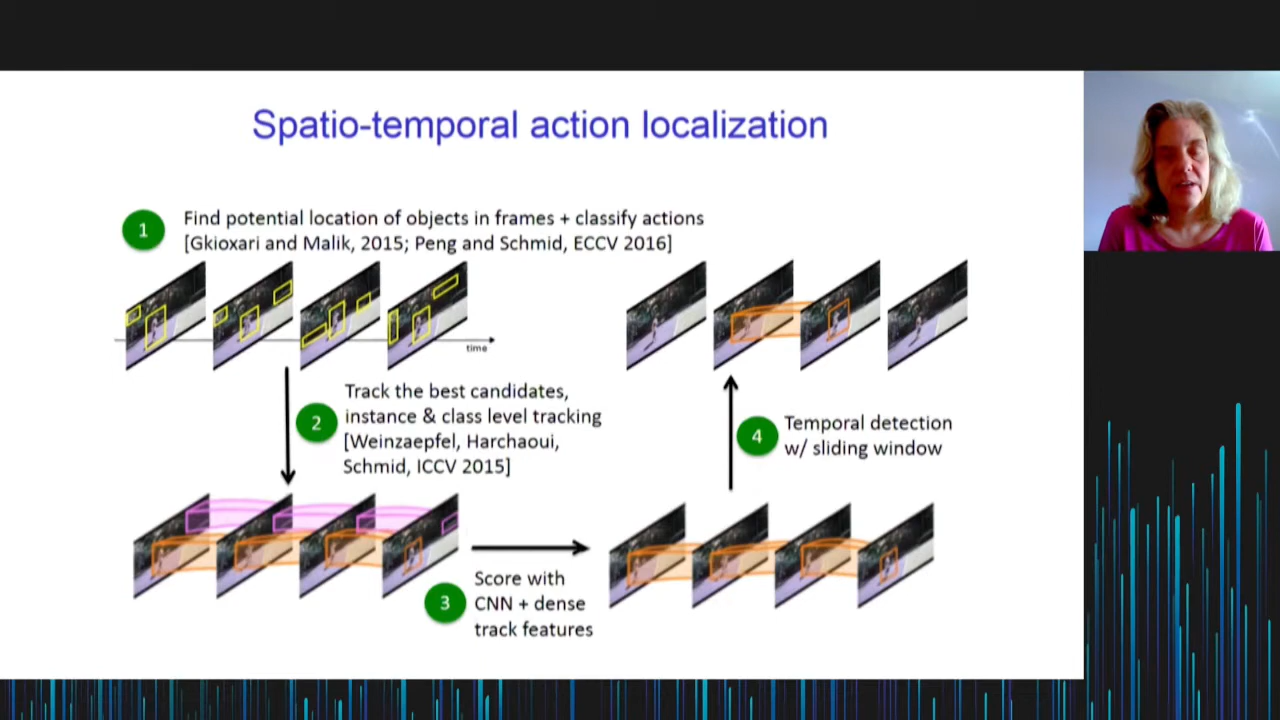 Spatio-temporal action localization
1
Find potential location of objects in frames + classify actions
[Gkioxari and Malik, 2015; Peng and Schmid, ECCV 2016]
time
2
Track the best candidates,
instance & class level tracking
[Weinzaepfel, Harchaoui,
Schmid, ICCV 2015]
3
Score with
CNN + dense
track features
4
Temporal detection
w/ sliding window